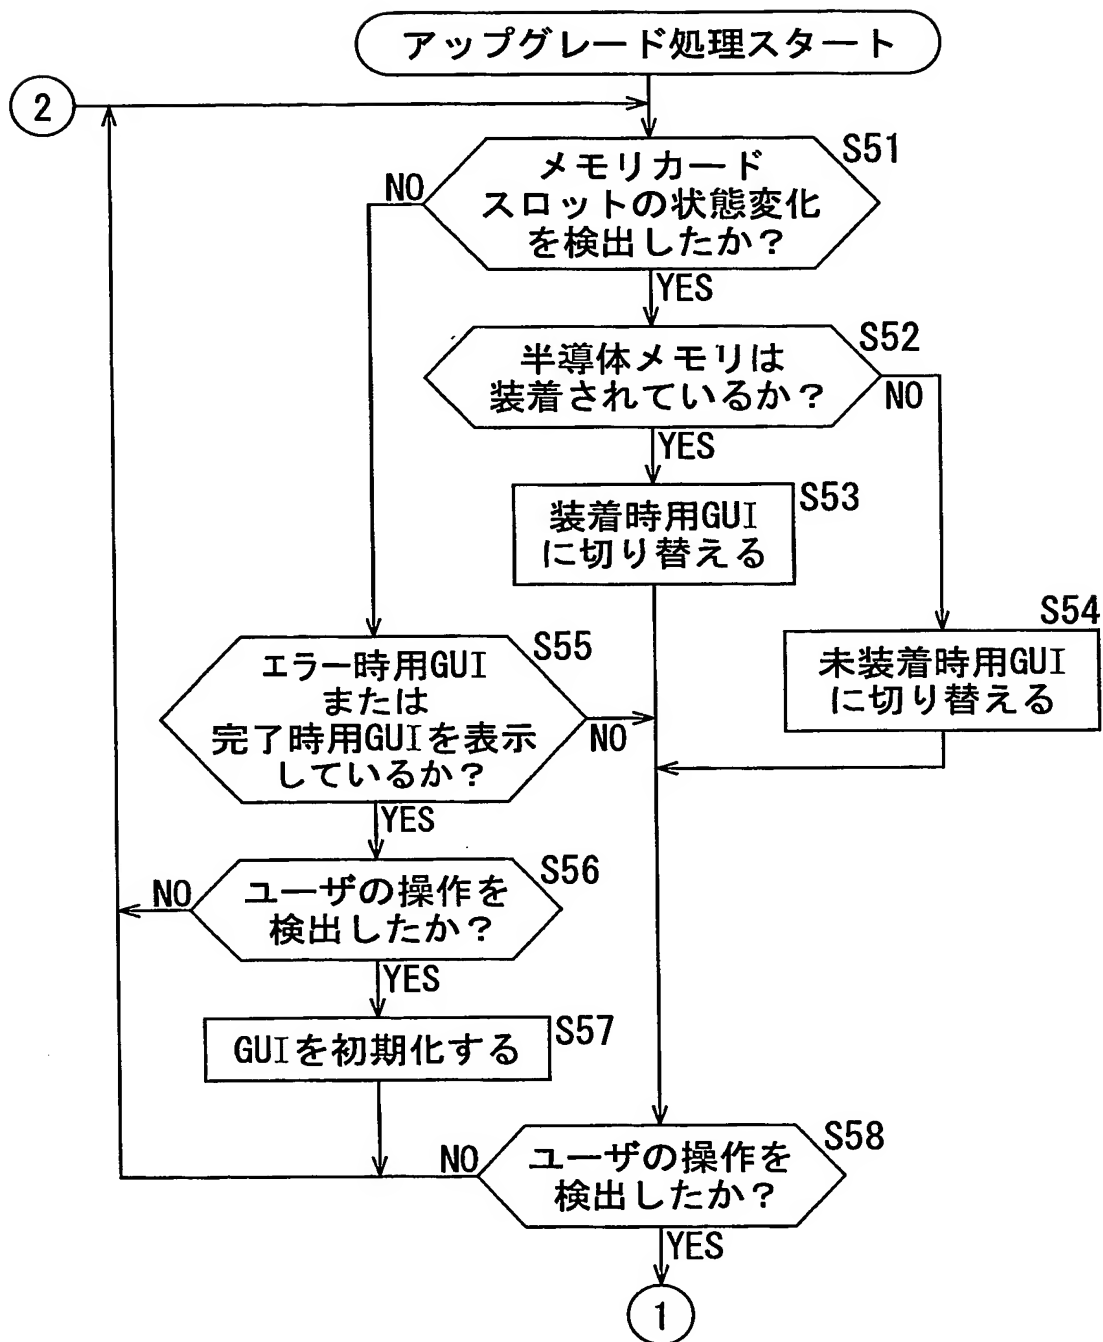 アップグレード処理スタート
2
S51
メモリカード
スロットの状態変化
を検出したか？
NO
YES
S52
半導体メモリは
装着されているか？
NO
YES
S53
装着時用GUI
に切り替える
S54
未装着時用GUI
に切り替える
S55
エラー時用GUI
または
完了時用GUIを表示
しているか？
NO
YES
S56
ユーザの操作を
検出したか？
NO
YES
S57
GUIを初期化する
S58
ユーザの操作を
検出したか？
NO
YES
1